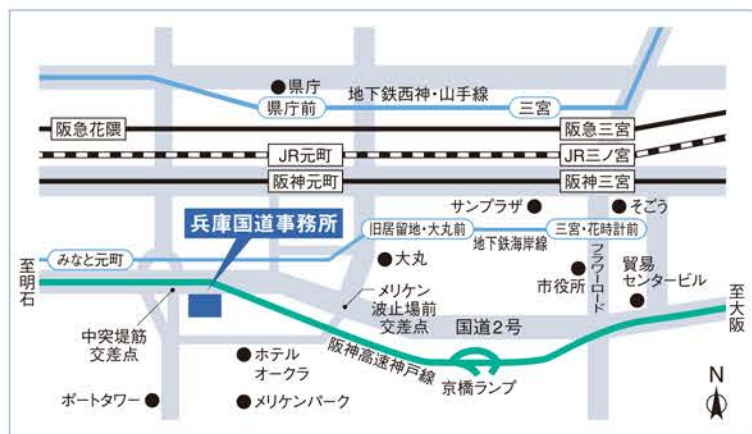 県庁
地下鉄西神・山手線
県庁前
三宮
阪急花隈
阪急三宮
JR元町
JR三ノ宮
阪神元町
阪神三宮
兵庫国道事務所
サンプラザ
そごう
旧居留地・大丸前
三宮・花時計前
地下鉄海岸線
みなと元町
大丸
フラワーロード
市役所
貿易
センタービル
至明石
至大阪
メリケン
波止場前
交差点
中突堤筋
交差点
国道2号
阪神高速神戸線
京橋ランプ
ホテル
オークラ
ポートタワー
メリケンパーク
N